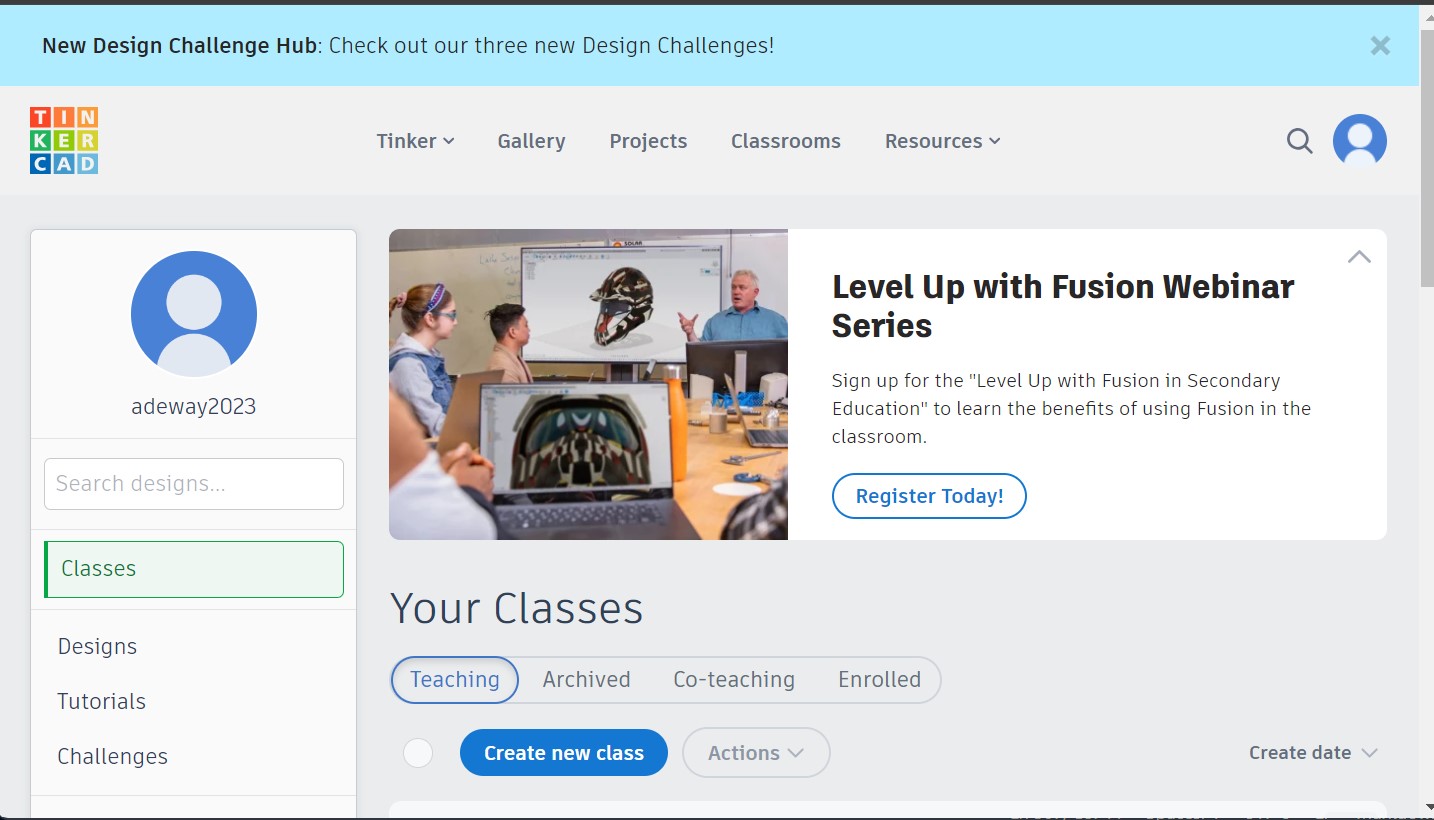 New Design Challenge Hub: Check out our three new Design Challenges!
TIN
KER
CAD
Tinker
Gallery
Projects
Classrooms
Resources
adeway2023
Search designs...
Classes
Designs
Tutorials
Challenges
SOLAR
Level Up with Fusion Webinar
Series
Sign up for the "Level Up with Fusion in Secondary
Education" to learn the benefits of using Fusion in the
classroom.
Register Today!
Your Classes
Teaching
Archived
Co-teaching
Enrolled
Create new class
Actions
Create date